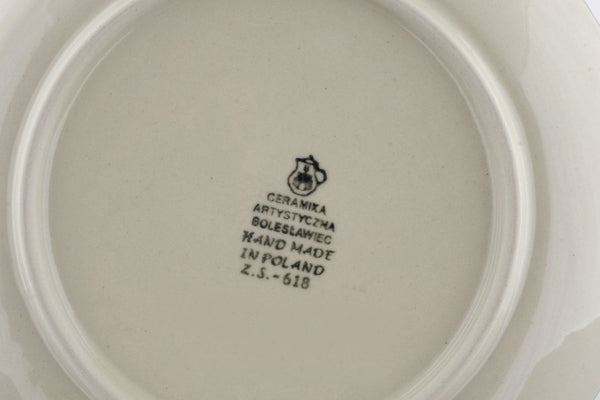 CERAMIKA
ARTYSTYCZNA
BOLESŁAWIEC
HAND MADE
IN POLAND
Z.S.-618